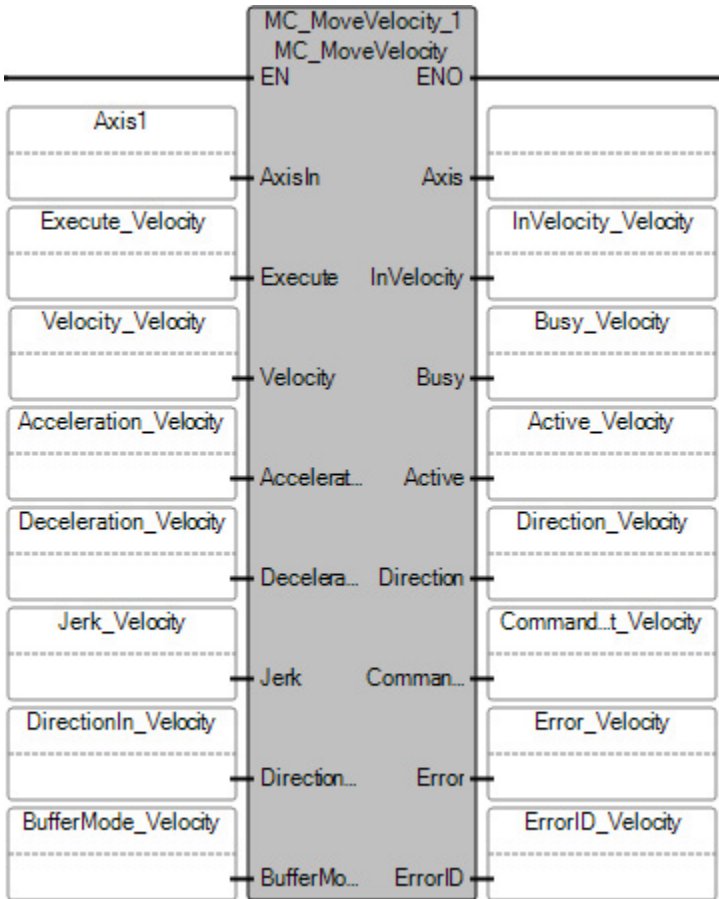 MC_MoveVelocity_1
MC_MoveVelocity
EN ENO
Axis1
AxisIn Axis
Execute_Velocity InVelocity_Velocity
Execute InVelocity
Velocity_Velocity Busy_Velocity
Velocity Busy
Acceleration_Velocity Active_Velocity
Accelerat... Active
Deceleration_Velocity Direction_Velocity
Decelera... Direction
Jerk_Velocity Command...t_Velocity
Jerk Comman...
DirectionIn_Velocity Error_Velocity
Direction... Error
BufferMode_Velocity ErrorID_Velocity
BufferMo... ErrorID